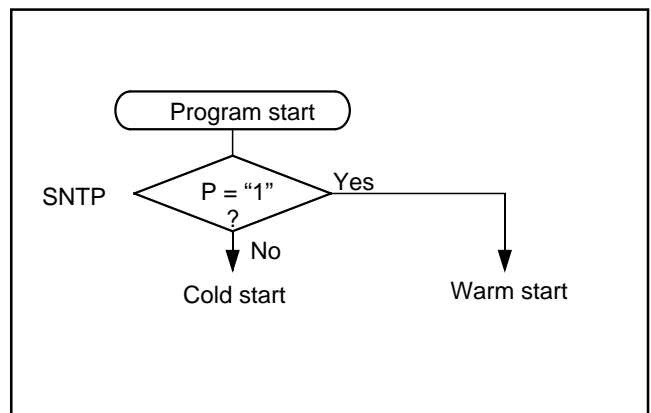 Program start
SNTP
P = “1”
?
Yes
No
Cold start
Warm start